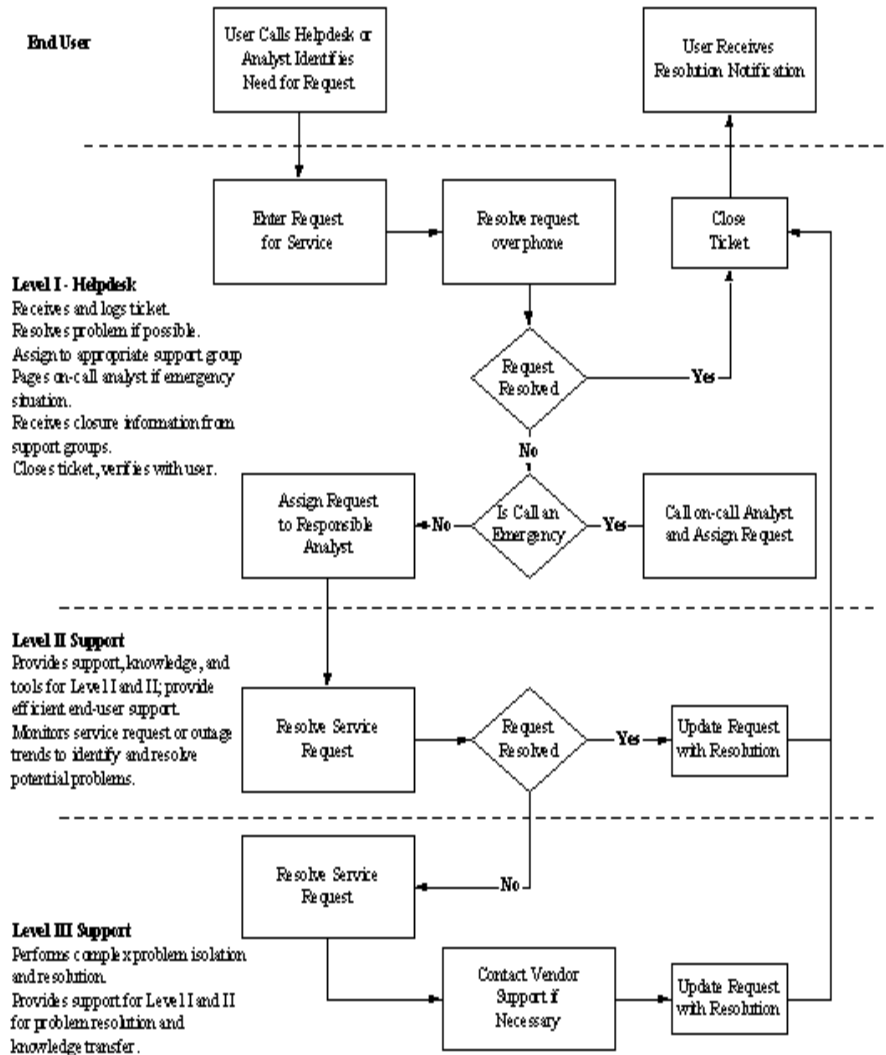 End User
User Calls Helpdesk or
Analyst Identifies
Need for Request
User Receives
Resolution Notification
Enter Request
for Service
Resolve request
over phone
Close
Ticket
Level I - Helpdesk
Receives and logs ticket.
Resolves problem if possible.
Assign to appropriate support group
Pages on-call analyst if emergency
situation.
Receives closure information from
support groups.
Closes ticket, verifies with user.
Request
Resolved
Yes
No
Assign Request
to Responsible
Analyst
No
Is Call an
Emergency
Yes
Call on-call Analyst
and Assign Request
Level II Support
Provides support, knowledge, and
tools for Level I and II; provide
efficient end-user support.
Monitors service request or outage
trends to identify and resolve
potential problems.
Resolve Service
Request
Request
Resolved
Yes
Update Request
with Resolution
Resolve Service
Request
No
Level III Support
Performs complex problem isolation
and resolution.
Provides support for Level I and II
for problem resolution and
knowledge transfer.
Contact Vendor
Support if
Necessary
Update Request
with Resolution